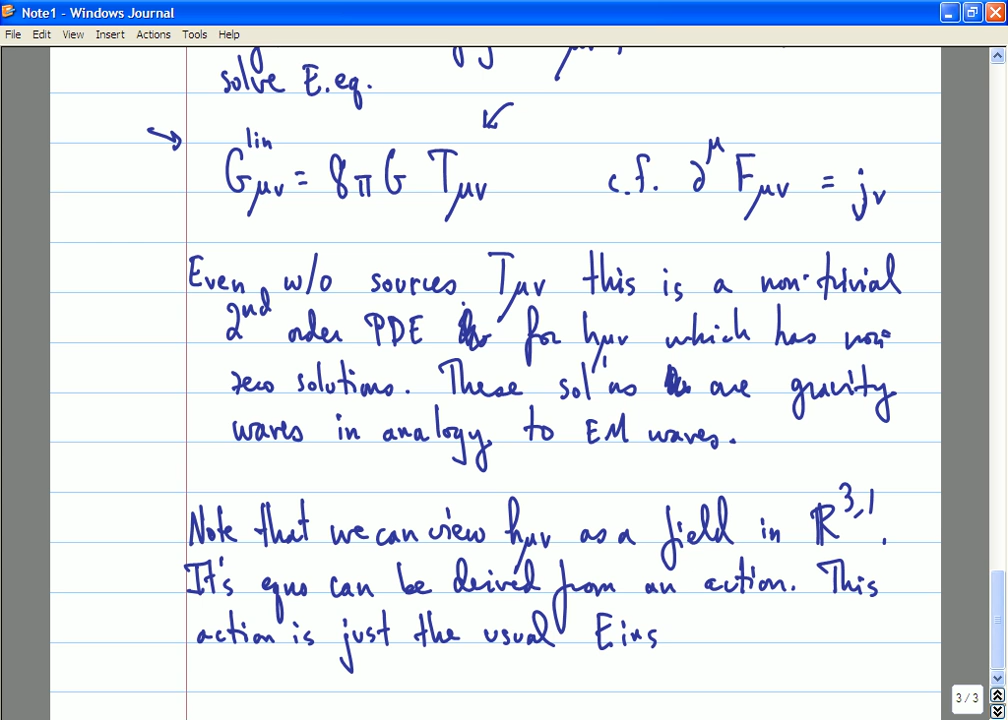 Note1 - Windows Journal
File Edit View Insert Actions Tools Help
solve E.eq.
G^lin_μν = 8πG T_μν c.f. ∂^μ F_μν = j_ν
Even w/o sources T_μν this is a non-trivial
2nd order PDE for h_μν which has non-
zero solutions. These sol'ns are gravity
waves in analogy to EM waves.
Note that we can view h_μν as a field in ℝ^3,1.
It's eqns can be derived from an action. This
action is just the usual Eins
3/3